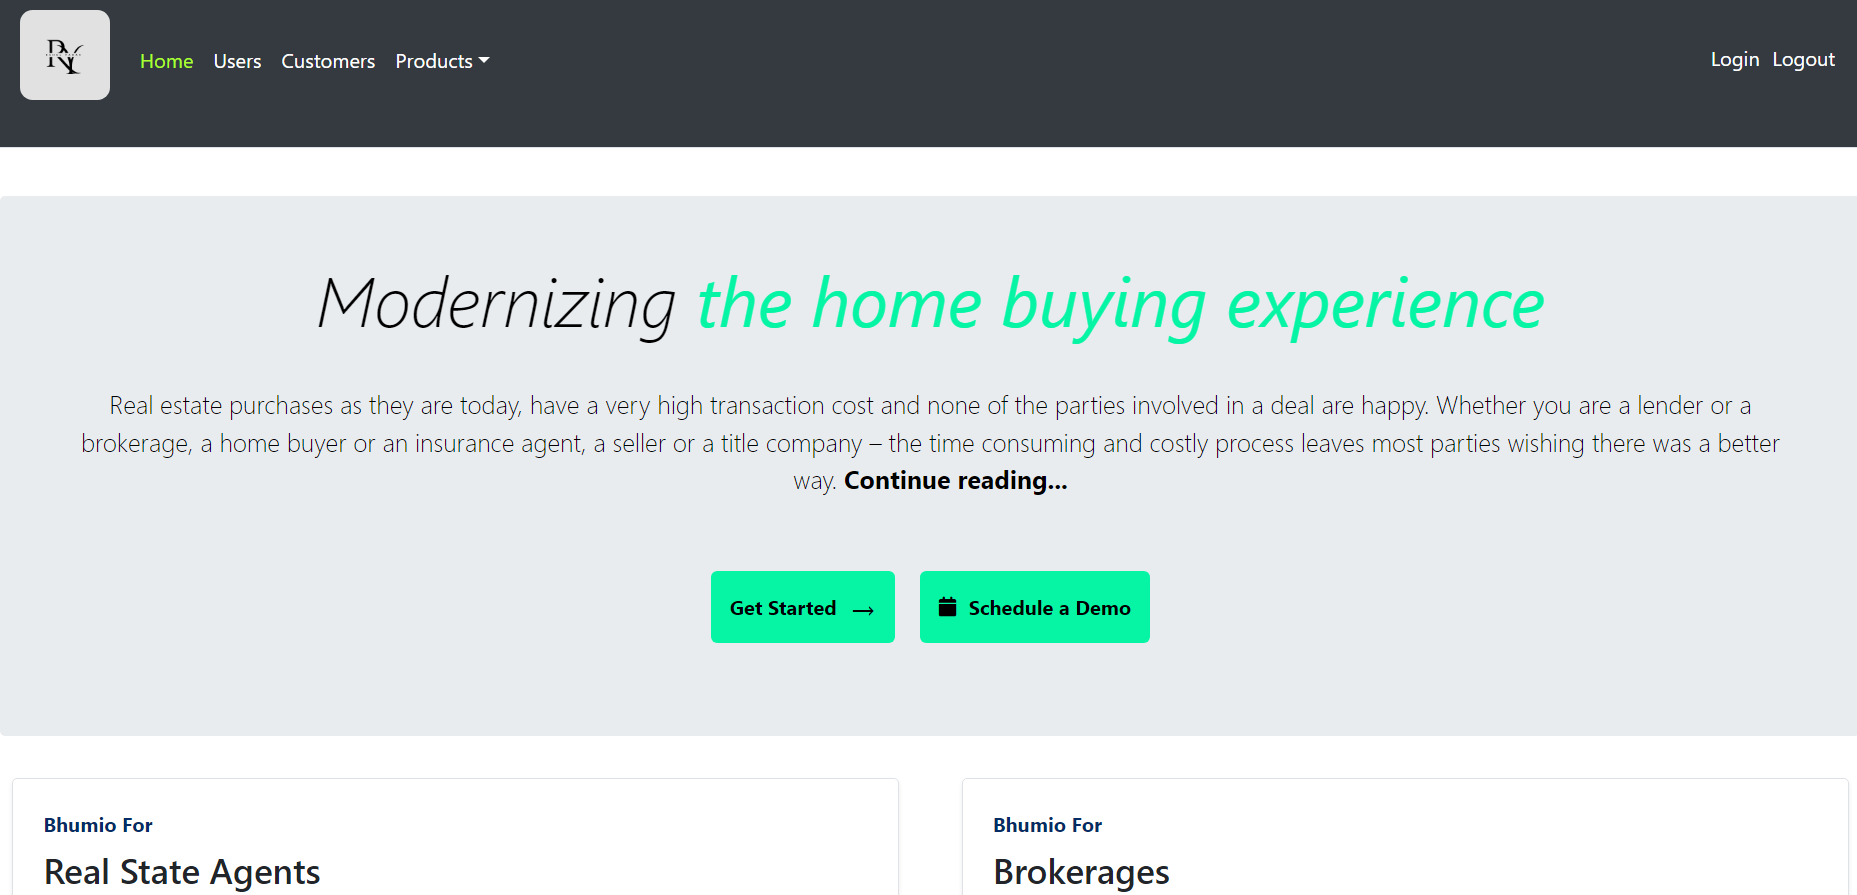 RY
Home Users Customers Products
Login Logout
Modernizing the home buying experience
Real estate purchases as they are today, have a very high transaction cost and none of the parties involved in a deal are happy. Whether you are a lender or a
brokerage, a home buyer or an insurance agent, a seller or a title company – the time consuming and costly process leaves most parties wishing there was a better
way. Continue reading...
Get Started →
Schedule a Demo
Bhumio For
Real State Agents
Bhumio For
Brokerages